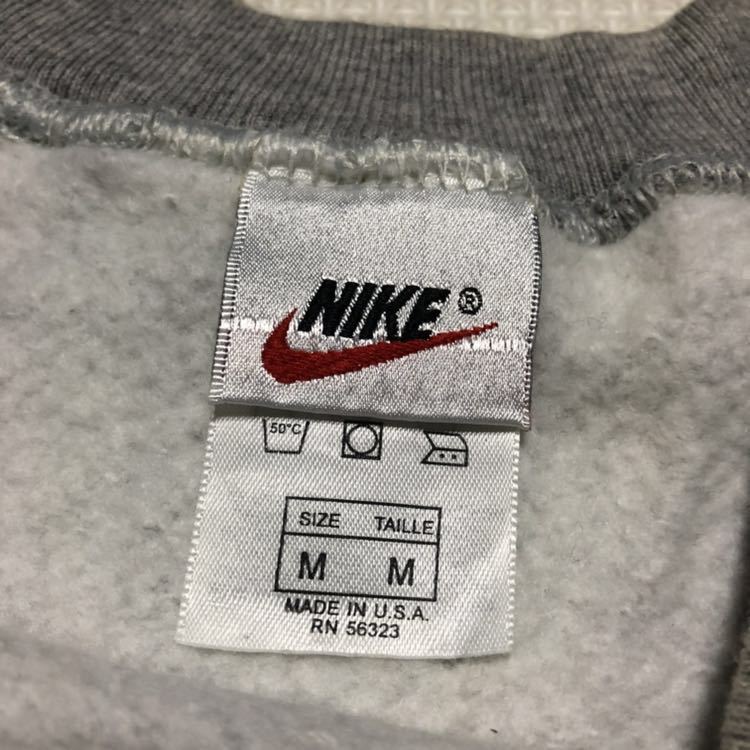 NIKE®
50°C
SIZE TAILLE
M M
MADE IN U.S.A.
RN 56323